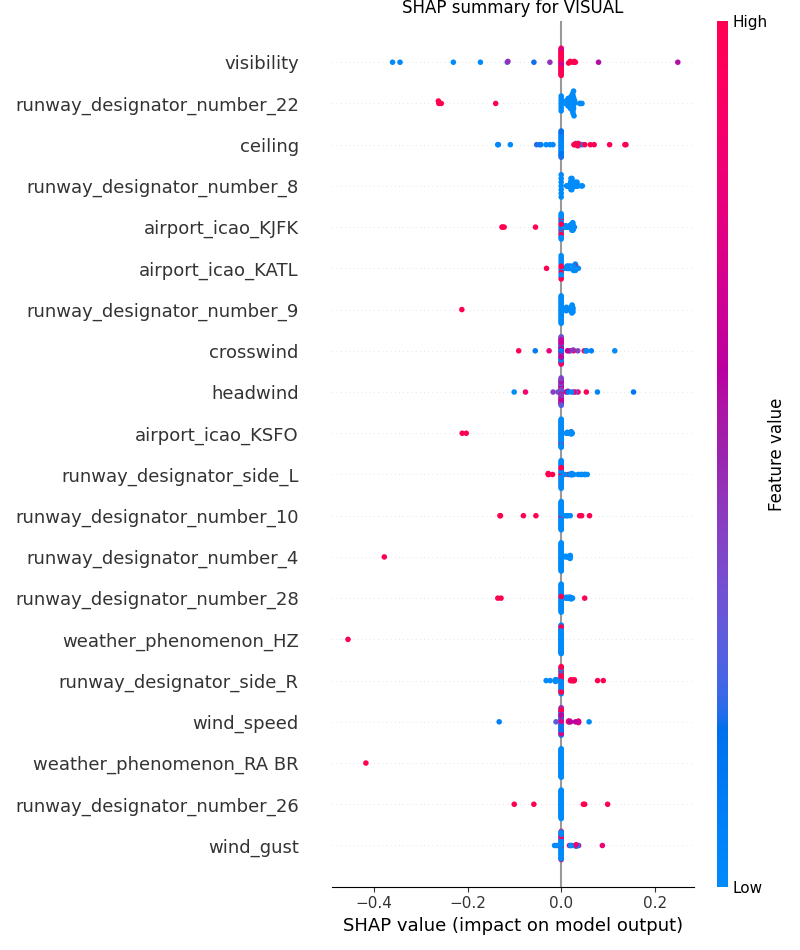 SHAP summary for VISUAL
High
visibility
runway_designator_number_22
ceiling
runway_designator_number_8
airport_icao_KJFK
airport_icao_KATL
runway_designator_number_9
crosswind
headwind
airport_icao_KSFO
runway_designator_side_L
runway_designator_number_10
runway_designator_number_4
runway_designator_number_28
weather_phenomenon_HZ
runway_designator_side_R
wind_speed
weather_phenomenon_RA BR
runway_designator_number_26
wind_gust
Feature value
Low
−0.4 −0.2 0.0 0.2
SHAP value (impact on model output)